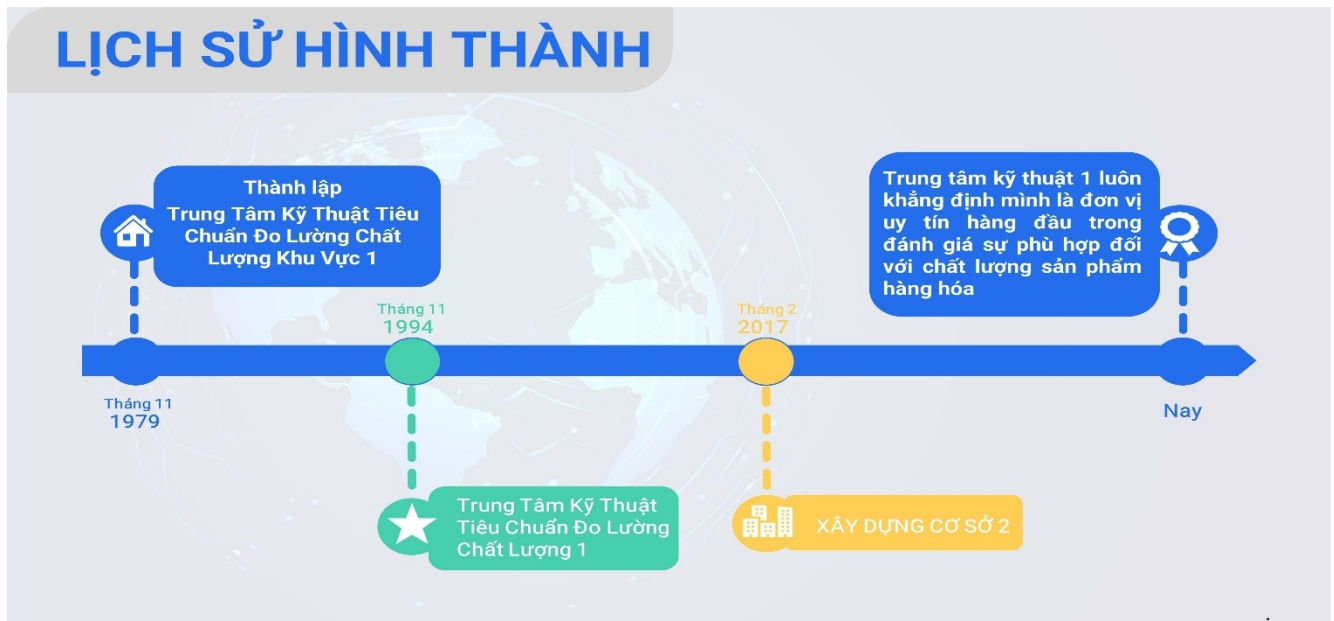 LỊCH SỬ HÌNH THÀNH
Thành lập
Trung Tâm Kỹ Thuật Tiêu
Chuẩn Đo Lường Chất
Lượng Khu Vực 1
Tháng 11
1979
Tháng 11
1994
Trung Tâm Kỹ Thuật
Tiêu Chuẩn Đo Lường
Chất Lượng 1
Tháng 2
2017
XÂY DỰNG CƠ SỞ 2
Trung tâm kỹ thuật 1 luôn
khẳng định mình là đơn vị
uy tín hàng đầu trong
đánh giá sự phù hợp đối
với chất lượng sản phẩm
hàng hóa
Nay